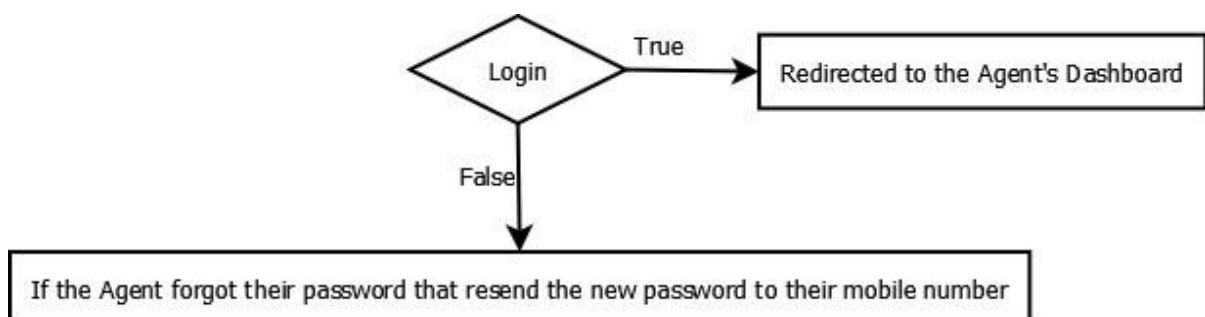 True
Login
Redirected to the Agent's Dashboard
False
If the Agent forgot their password that resend the new password to their mobile number